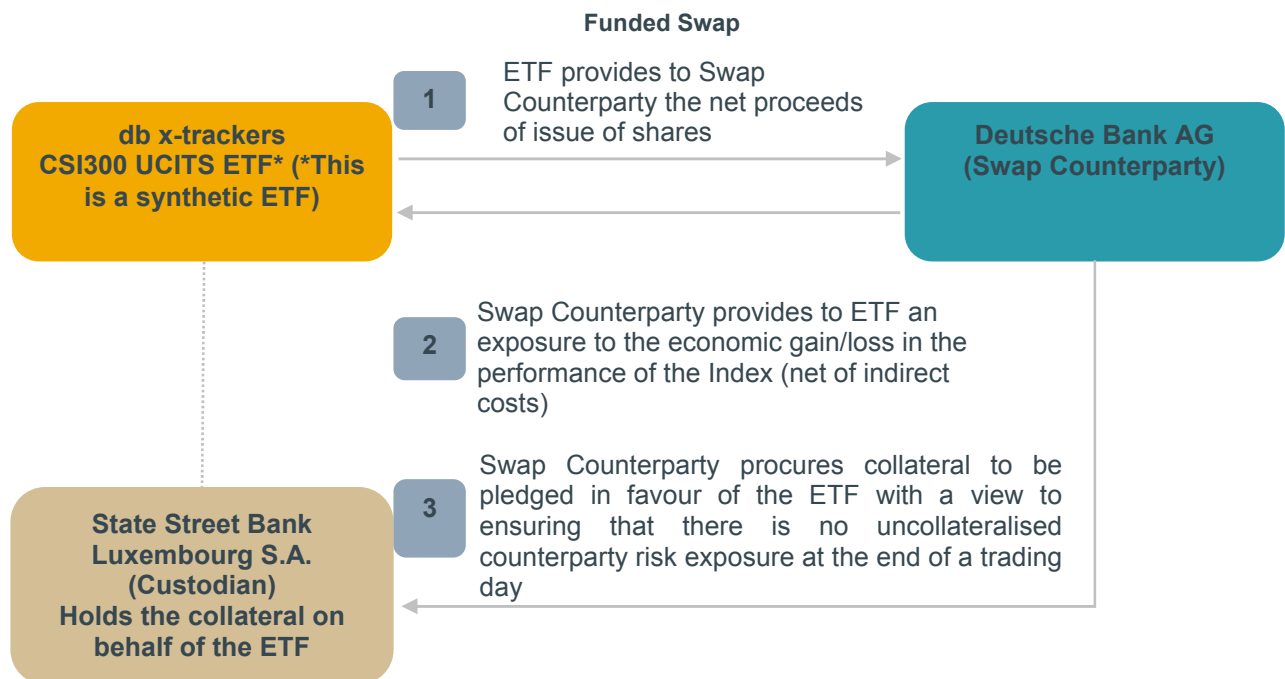 Funded Swap
1
ETF provides to Swap
Counterparty the net proceeds
of issue of shares
db x-trackers
CSI300 UCITS ETF* (*This
is a synthetic ETF)
Deutsche Bank AG
(Swap Counterparty)
2
Swap Counterparty provides to ETF an
exposure to the economic gain/loss in the
performance of the Index (net of indirect
costs)
3
Swap Counterparty procures collateral to be
pledged in favour of the ETF with a view to
ensuring that there is no uncollateralised
counterparty risk exposure at the end of a trading
day
State Street Bank
Luxembourg S.A.
(Custodian)
Holds the collateral on
behalf of the ETF